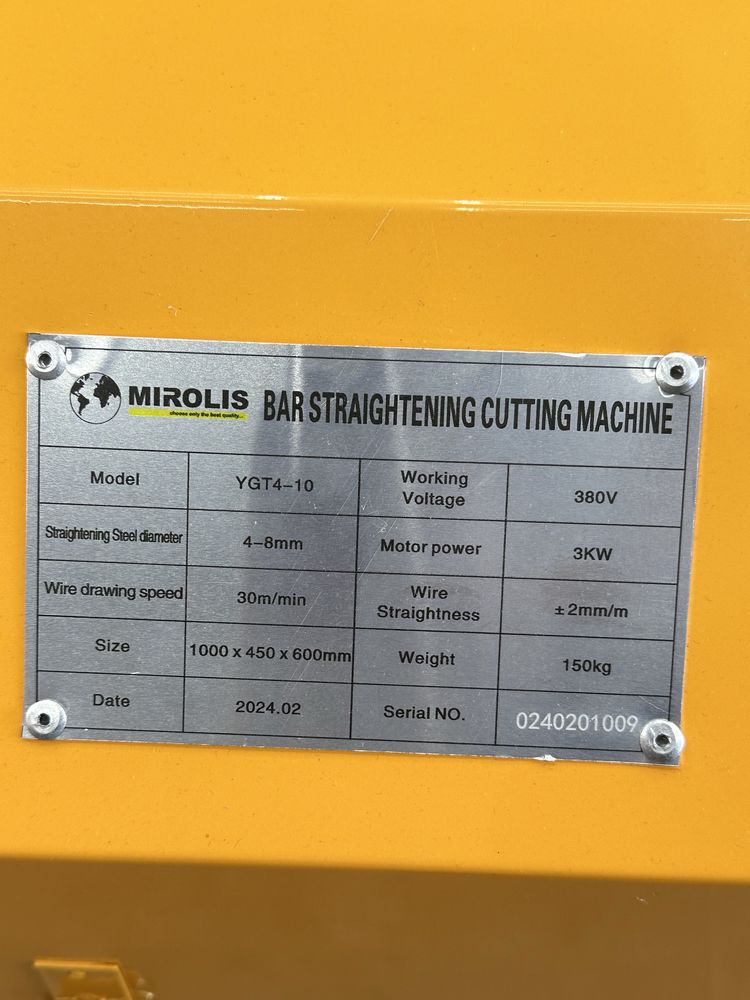 MIROLIS BAR STRAIGHTENING CUTTING MACHINE
choose only the best quality...
Model YGT4-10 Working Voltage 380V
Straightening Steel diameter 4-8mm Motor power 3KW
Wire drawing speed 30m/min Wire Straightness ±2mm/m
Size 1000 x 450 x 600mm Weight 150kg
Date 2024.02 Serial NO. 0240201009